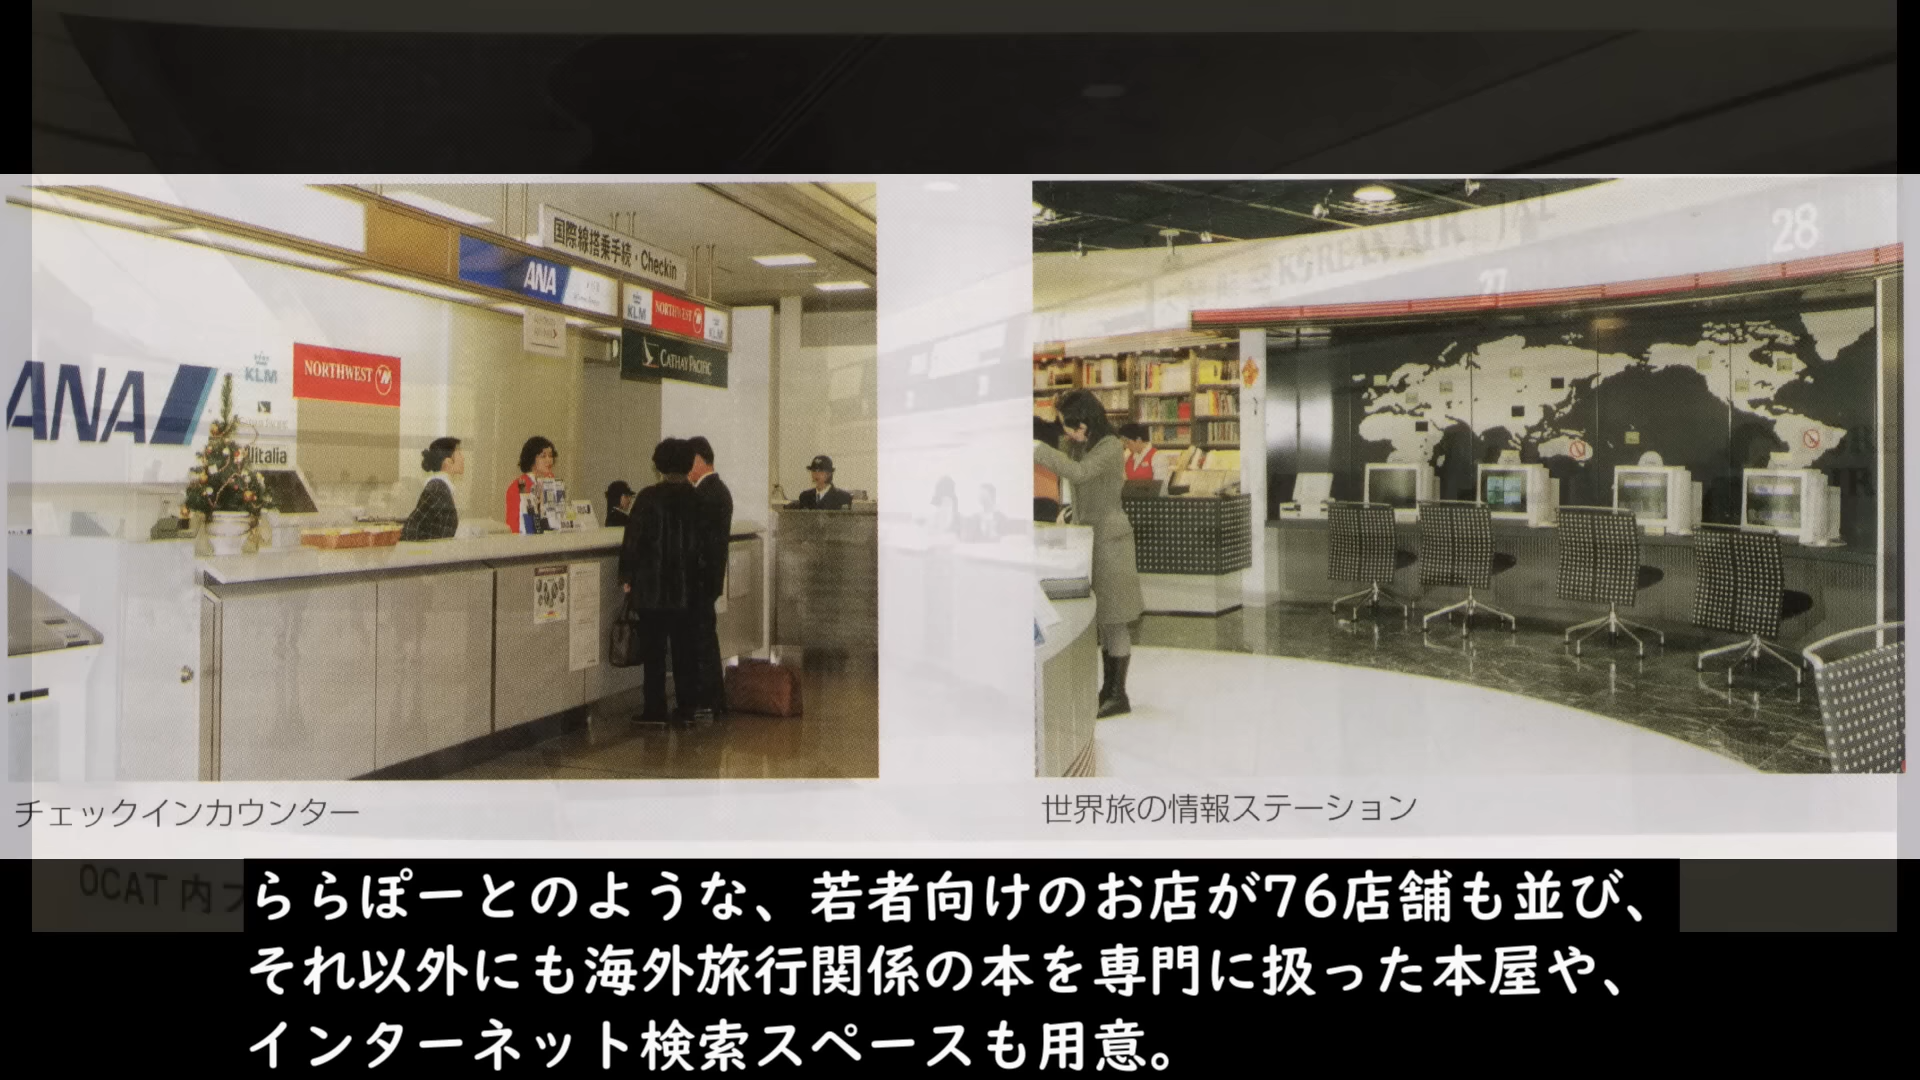 国際線搭乗手続・Checkin
ANA
KLM
NORTHWEST
KLM
CATHAY PACIFIC
ANA
KLM
NORTHWEST
Alitalia
KOREAN AIR JAL
27
28
チェックインカウンター
世界旅の情報ステーション
OCAT 内フ
ららぽーとのような、若者向けのお店が76店舗も並び、
それ以外にも海外旅行関係の本を専門に扱った本屋や、
インターネット検索スペースも用意。